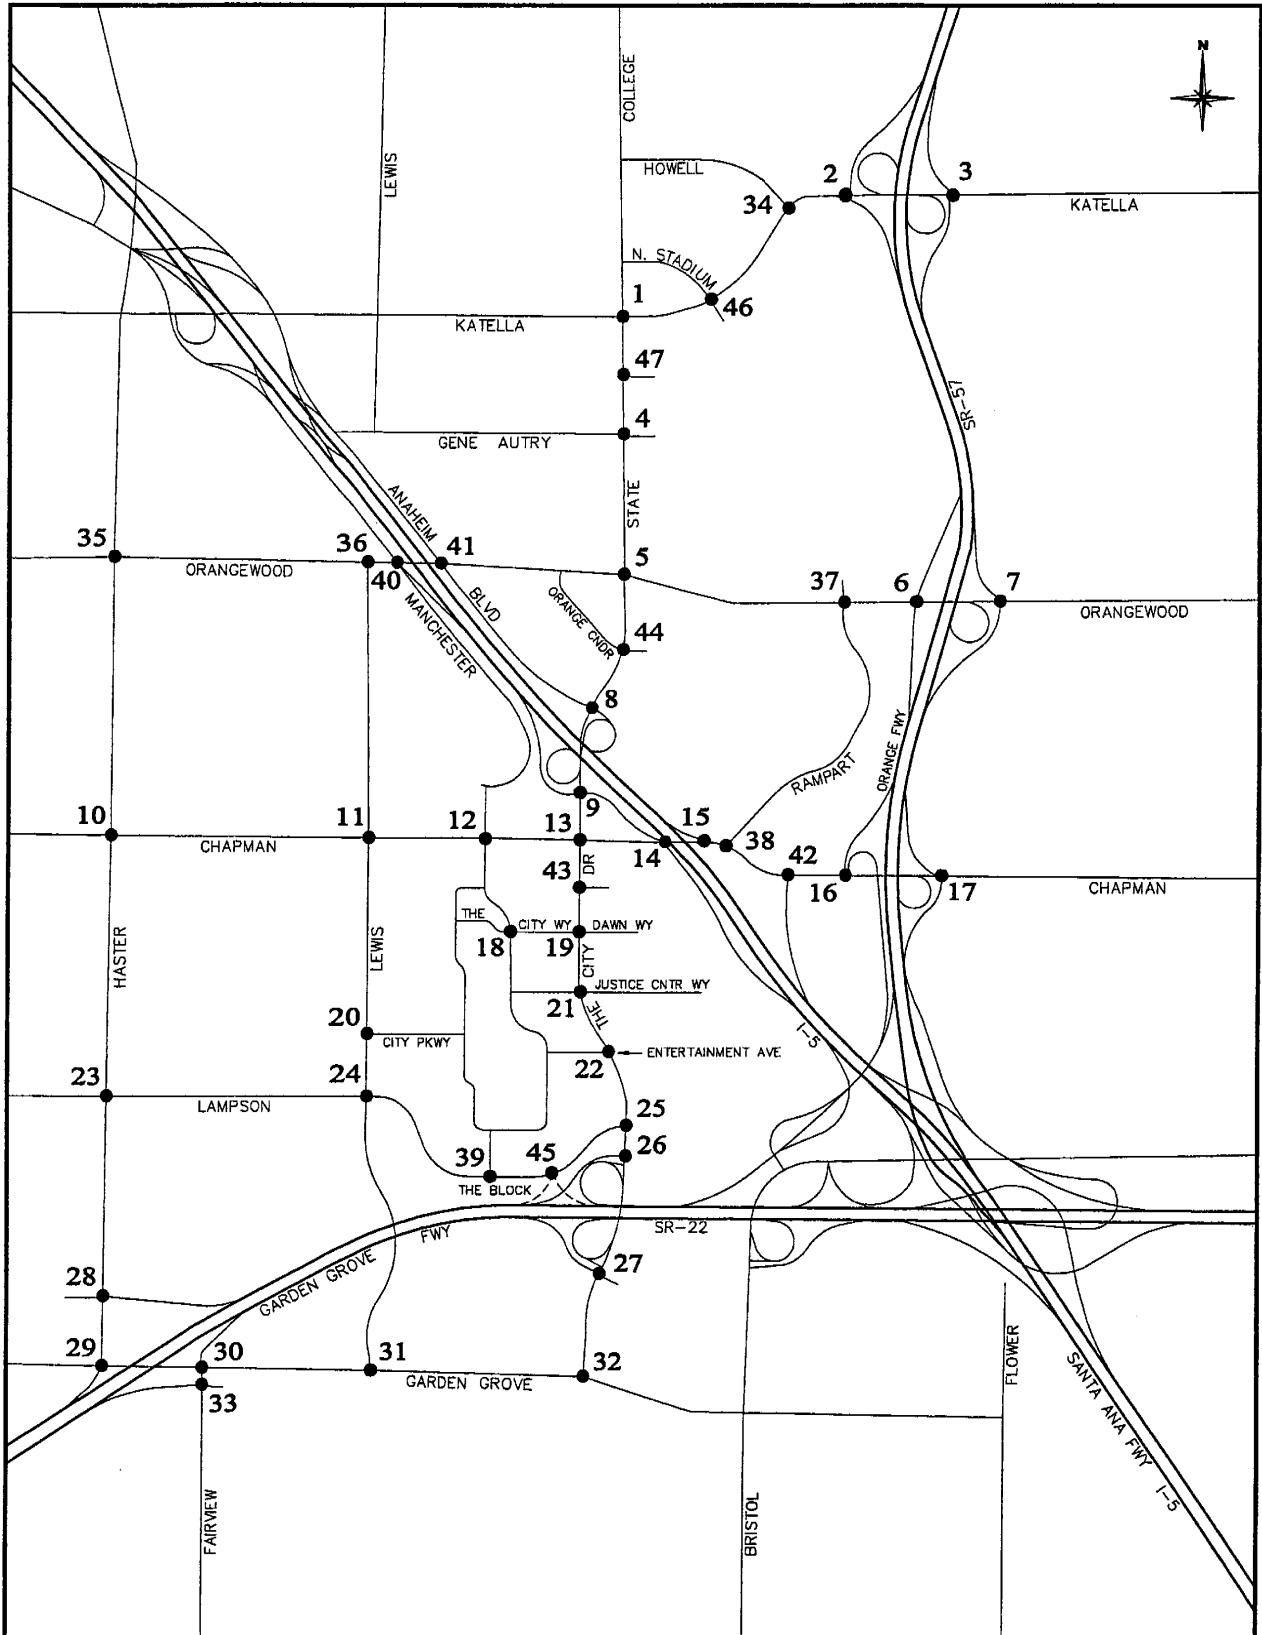 N
COLLEGE
LEWIS
HOWELL
2
3
34
KATELLA
N. STADIUM
1
46
KATELLA
47
SR-57
4
GENE AUTRY
ANAHEIM
STATE
35
36
41
5
ORANGEWOOD
40
37
6
7
ORANGEWOOD
MANCHESTER
BLVD
ORANGE CNDR
44
8
ORANGE FWY
RAMPART
9
10
11
12
13
15
CHAPMAN
14
38
DR
42
43
16
17
CHAPMAN
THE
CITY WY
DAWN WY
18
19
HASTER
LEWIS
CITY
JUSTICE CNTR WY
21
THE
20
CITY PKWY
I-5
22
ENTERTAINMENT AVE
23
24
LAMPSON
25
26
39
45
THE BLOCK
FWY
SR-22
27
28
GARDEN GROVE
29
30
31
32
GARDEN GROVE
33
FLOWER
SANTA ANA FWY
I-5
FAIRVIEW
BRISTOL